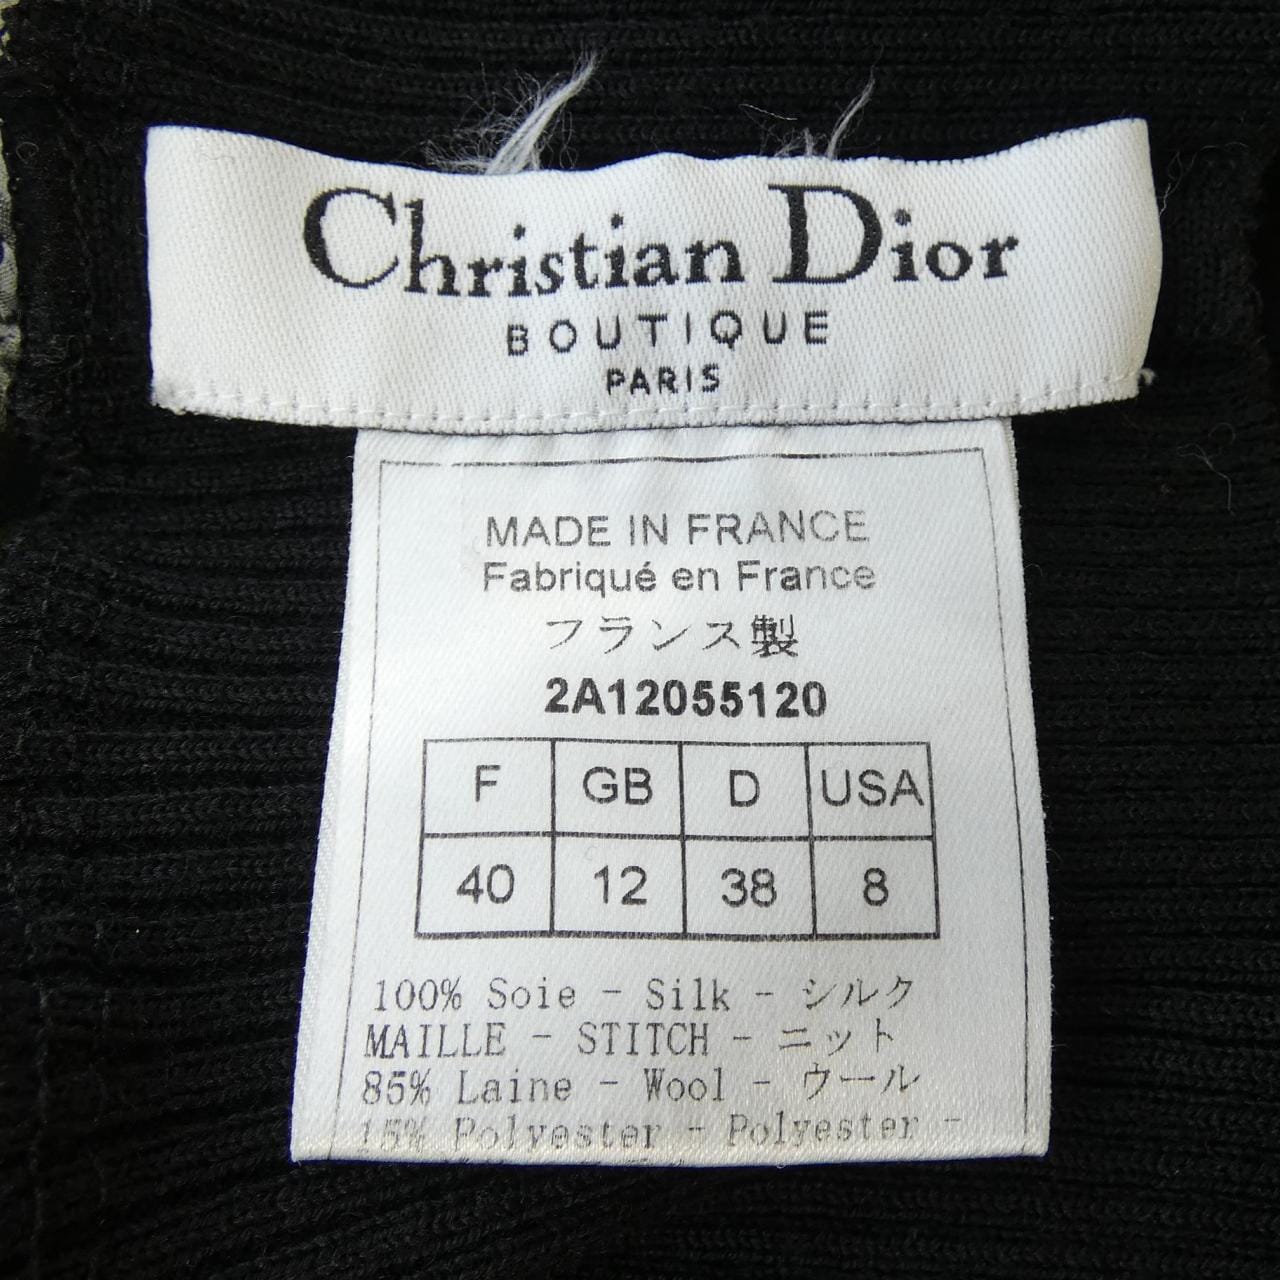 Christian Dior
BOUTIQUE
PARIS
MADE IN FRANCE
Fabriqué en France
フランス製
2A12055120
F GB D USA
40 12 38 8
100% Soie - Silk - シルク
MAILLE - STITCH - ニット
85% Laine - Wool - ウール
15% Polyester - Polyester -